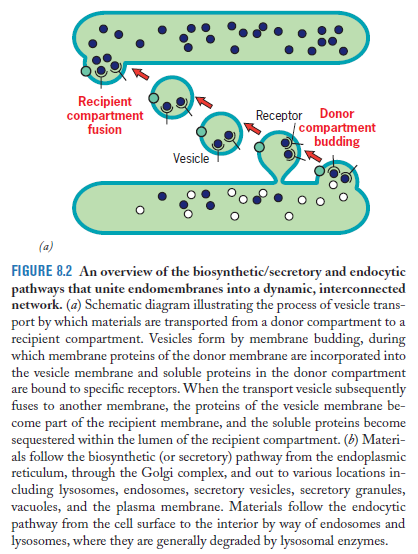 Recipient
compartment
fusion
Vesicle
Receptor
Donor
compartment
budding
(a)
FIGURE 8.2 An overview of the biosynthetic/secretory and endocytic
pathways that unite endomembranes into a dynamic, interconnected
network. (a) Schematic diagram illustrating the process of vesicle trans-
port by which materials are transported from a donor compartment to a
recipient compartment. Vesicles form by membrane budding, during
which membrane proteins of the donor membrane are incorporated into
the vesicle membrane and soluble proteins in the donor compartment
are bound to specific receptors. When the transport vesicle subsequently
fuses to another membrane, the proteins of the vesicle membrane be-
come part of the recipient membrane, and the soluble proteins become
sequestered within the lumen of the recipient compartment. (b) Materi-
als follow the biosynthetic (or secretory) pathway from the endoplasmic
reticulum, through the Golgi complex, and out to various locations in-
cluding lysosomes, endosomes, secretory vesicles, secretory granules,
vacuoles, and the plasma membrane. Materials follow the endocytic
pathway from the cell surface to the interior by way of endosomes and
lysosomes, where they are generally degraded by lysosomal enzymes.